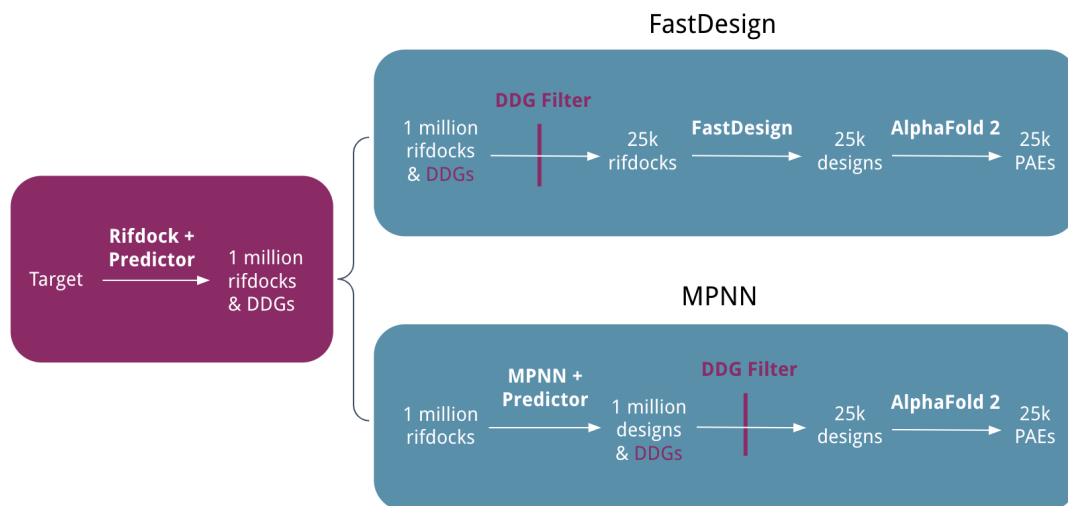 FastDesign
DDG Filter
1 million
rifdocks
& DDGs
25k
rifdocks
FastDesign
25k
designs
AlphaFold 2
25k
PAEs
Target
Rifdock +
Predictor
1 million
rifdocks
& DDGs
MPNN
1 million
rifdocks
MPNN +
Predictor
1 million
designs
& DDGs
DDG Filter
25k
designs
AlphaFold 2
25k
PAEs